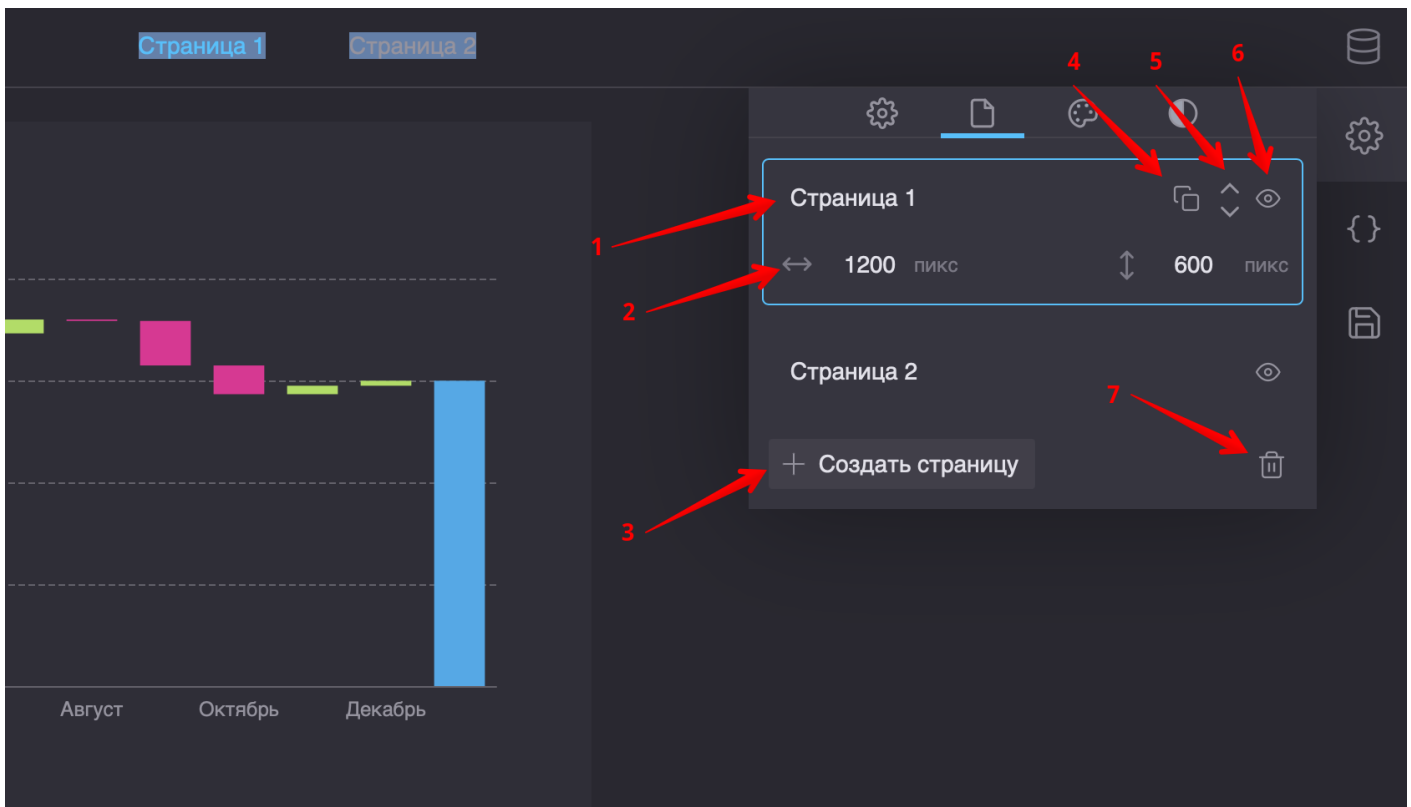 Страница 1 Страница 2
4 5 6
Страница 1
1
1200 пикс 600 пикс
2
Страница 2
7
+ Создать страницу
3
Август Октябрь Декабрь